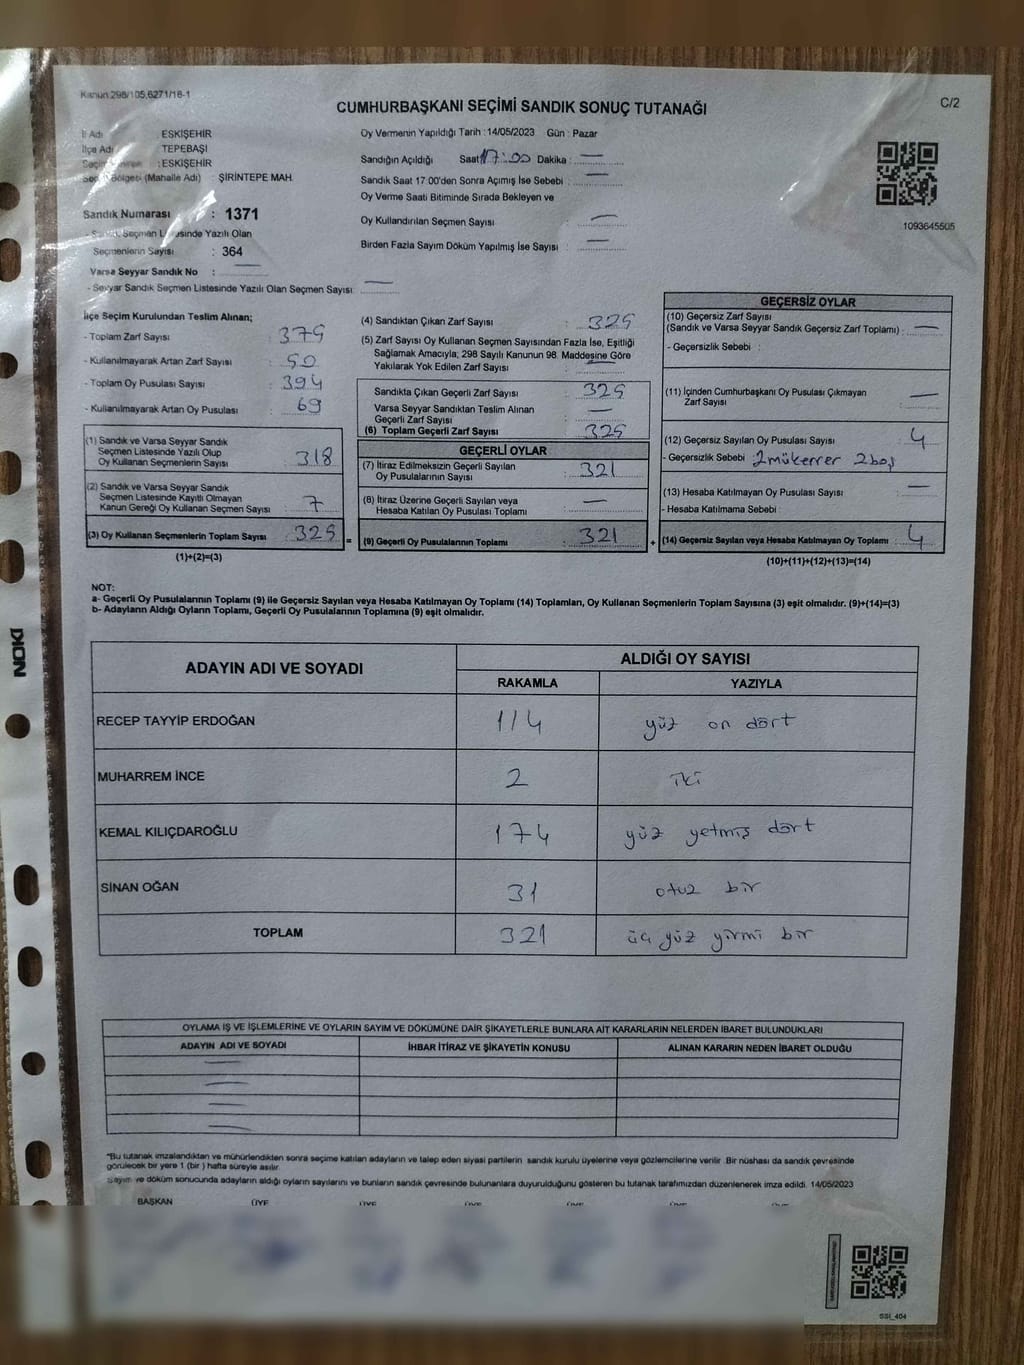 Kanun 298/105,6271/16-1
C/2
CUMHURBAŞKANI SEÇİMİ SANDIK SONUÇ TUTANAĞI
İl Adı : ESKİŞEHİR
İlçe Adı : TEPEBAŞI
: ESKİŞEHİR
Bölgesi (Mahalle Adı) : ŞİRİNTEPE MAH.
Sandık Numarası : 1371
- Seçmen Listesinde Yazılı Olan
Seçmenlerin Sayısı : 364
Varsa Seyyar Sandık No : —
- Seyyar Sandık Seçmen Listesinde Yazılı Olan Seçmen Sayısı : —
Oy Vermenin Yapıldığı Tarih : 14/05/2023 Gün : Pazar
Sandığın Açıldığı Saat 17:00 Dakika : —
Sandık Saat 17:00'den Sonra Açımış İse Sebebi : —
Oy Verme Saati Bitiminde Sırada Bekleyen ve
Oy Kullandırılan Seçmen Sayısı : —
Birden Fazla Sayım Döküm Yapılmış İse Sayısı : —
1093645505
İlçe Seçim Kurulundan Teslim Alınan;
- Toplam Zarf Sayısı : 375
- Kullanılmayarak Artan Zarf Sayısı : 50
- Toplam Oy Pusulası Sayısı : 394
- Kullanılmayarak Artan Oy Pusulası : 69
(1) Sandık ve Varsa Seyyar Sandık
Seçmen Listesinde Yazılı Olup
Oy Kullanan Seçmenlerin Sayısı : 318
(2) Sandık ve Varsa Seyyar Sandık
Seçmen Listesinde Kayıtlı Olmayan
Kanun Gereği Oy Kullanan Seçmen Sayısı : 7
(3) Oy Kullanan Seçmenlerin Toplam Sayısı : 325
(1)+(2)=(3)
(4) Sandıktan Çıkan Zarf Sayısı : 325
(5) Zarf Sayısı Oy Kullanan Seçmen Sayısından Fazla İse, Eşitliği
Sağlamak Amacıyla; 298 Sayılı Kanunun 98. Maddesine Göre
Yakılarak Yok Edilen Zarf Sayısı : —
Sandıkta Çıkan Geçerli Zarf Sayısı : 325
Varsa Seyyar Sandıktan Teslim Alınan
Geçerli Zarf Sayısı : —
(6) Toplam Geçerli Zarf Sayısı : 325
GEÇERLİ OYLAR
(7) İtiraz Edilmeksizin Geçerli Sayılan
Oy Pusulalarının Sayısı : 321
(8) İtiraz Üzerine Geçerli Sayılan veya
Hesaba Katılan Oy Pusulası Toplamı : —
= (9) Geçerli Oy Pusulalarının Toplamı : 321 +
GEÇERSİZ OYLAR
(10) Geçersiz Zarf Sayısı
(Sandık ve Varsa Seyyar Sandık Geçersiz Zarf Toplamı) : —
- Geçersizlik Sebebi :
(11) İçinden Cumhurbaşkanı Oy Pusulası Çıkmayan
Zarf Sayısı : —
(12) Geçersiz Sayılan Oy Pusulası Sayısı : 4
- Geçersizlik Sebebi : 2 mükerrer 2 boş
(13) Hesaba Katılmayan Oy Pusulası Sayısı : —
- Hesaba Katılmama Sebebi :
(14) Geçersiz Sayılan veya Hesaba Katılmayan Oy Toplamı : 4
(10)+(11)+(12)+(13)=(14)
NOT:
a- Geçerli Oy Pusulalarının Toplamı (9) ile Geçersiz Sayılan veya Hesaba Katılmayan Oy Toplamı (14) Toplamları, Oy Kullanan Seçmenlerin Toplam Sayısına (3) eşit olmalıdır. (9)+(14)=(3)
b- Adayların Aldığı Oyların Toplamı, Geçerli Oy Pusulalarının Toplamına (9) eşit olmalıdır.
ADAYIN ADI VE SOYADI
ALDIĞI OY SAYISI
RAKAMLA YAZIYLA
RECEP TAYYİP ERDOĞAN 114 yüz on dört
MUHARREM İNCE 2 iki
KEMAL KILIÇDAROĞLU 174 yüz yetmiş dört
SİNAN OĞAN 31 otuz bir
TOPLAM 321 üç yüz yirmi bir
OYLAMA İŞ VE İŞLEMLERİNE VE OYLARIN SAYIM VE DÖKÜMÜNE DAİR ŞİKAYETLERLE BUNLARA AİT KARARLARIN NELERDEN İBARET BULUNDUKLARI
ADAYIN ADI VE SOYADI İHBAR İTİRAZ VE ŞİKAYETİN KONUSU ALINAN KARARIN NEDEN İBARET OLDUĞU
—
—
—
—
"Bu tutanak imzalandıktan ve mühürlendikten sonra seçime katılan adayların ve talep eden siyasi partilerin sandık kurulu üyelerine veya gözlemcilerine verilir. Bir nüshası da sandık çevresinde
görülecek bir yere 1 (bir ) hafta süreyle asılır.
Sayım ve döküm sonucunda adayların aldığı oyların sayılarını ve bunların sandık çevresinde bulunanlara duyurulduğunu gösteren bu tutanak tarafımızdan düzenlenerek imza edildi. 14/05/2023
BAŞKAN ÜYE ÜYE ÜYE ÜYE ÜYE ÜYE
SSI_404
NOKI